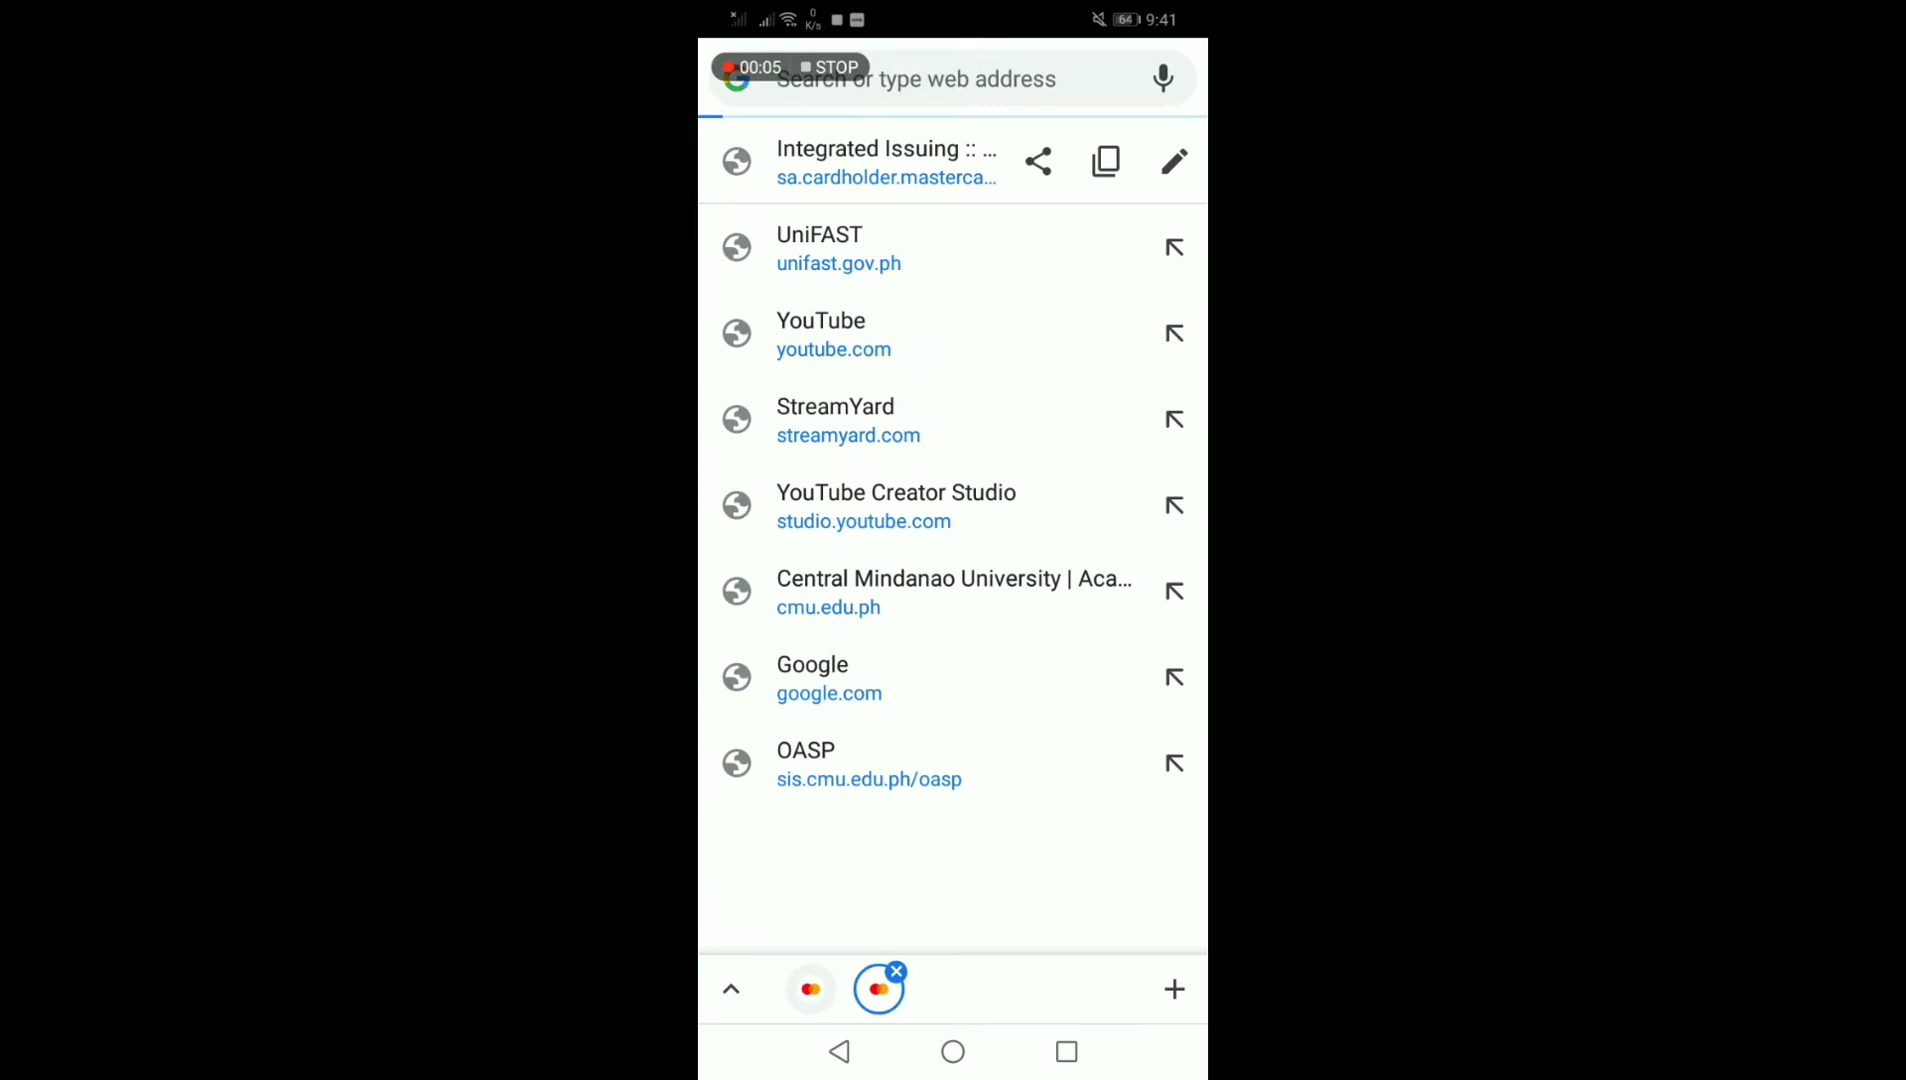 0
K/s
64
9:41
00:05 STOP
Search or type web address
Integrated Issuing :: ...
sa.cardholder.masterca...
UniFAST
unifast.gov.ph
YouTube
youtube.com
StreamYard
streamyard.com
YouTube Creator Studio
studio.youtube.com
Central Mindanao University | Aca...
cmu.edu.ph
Google
google.com
OASP
sis.cmu.edu.ph/oasp